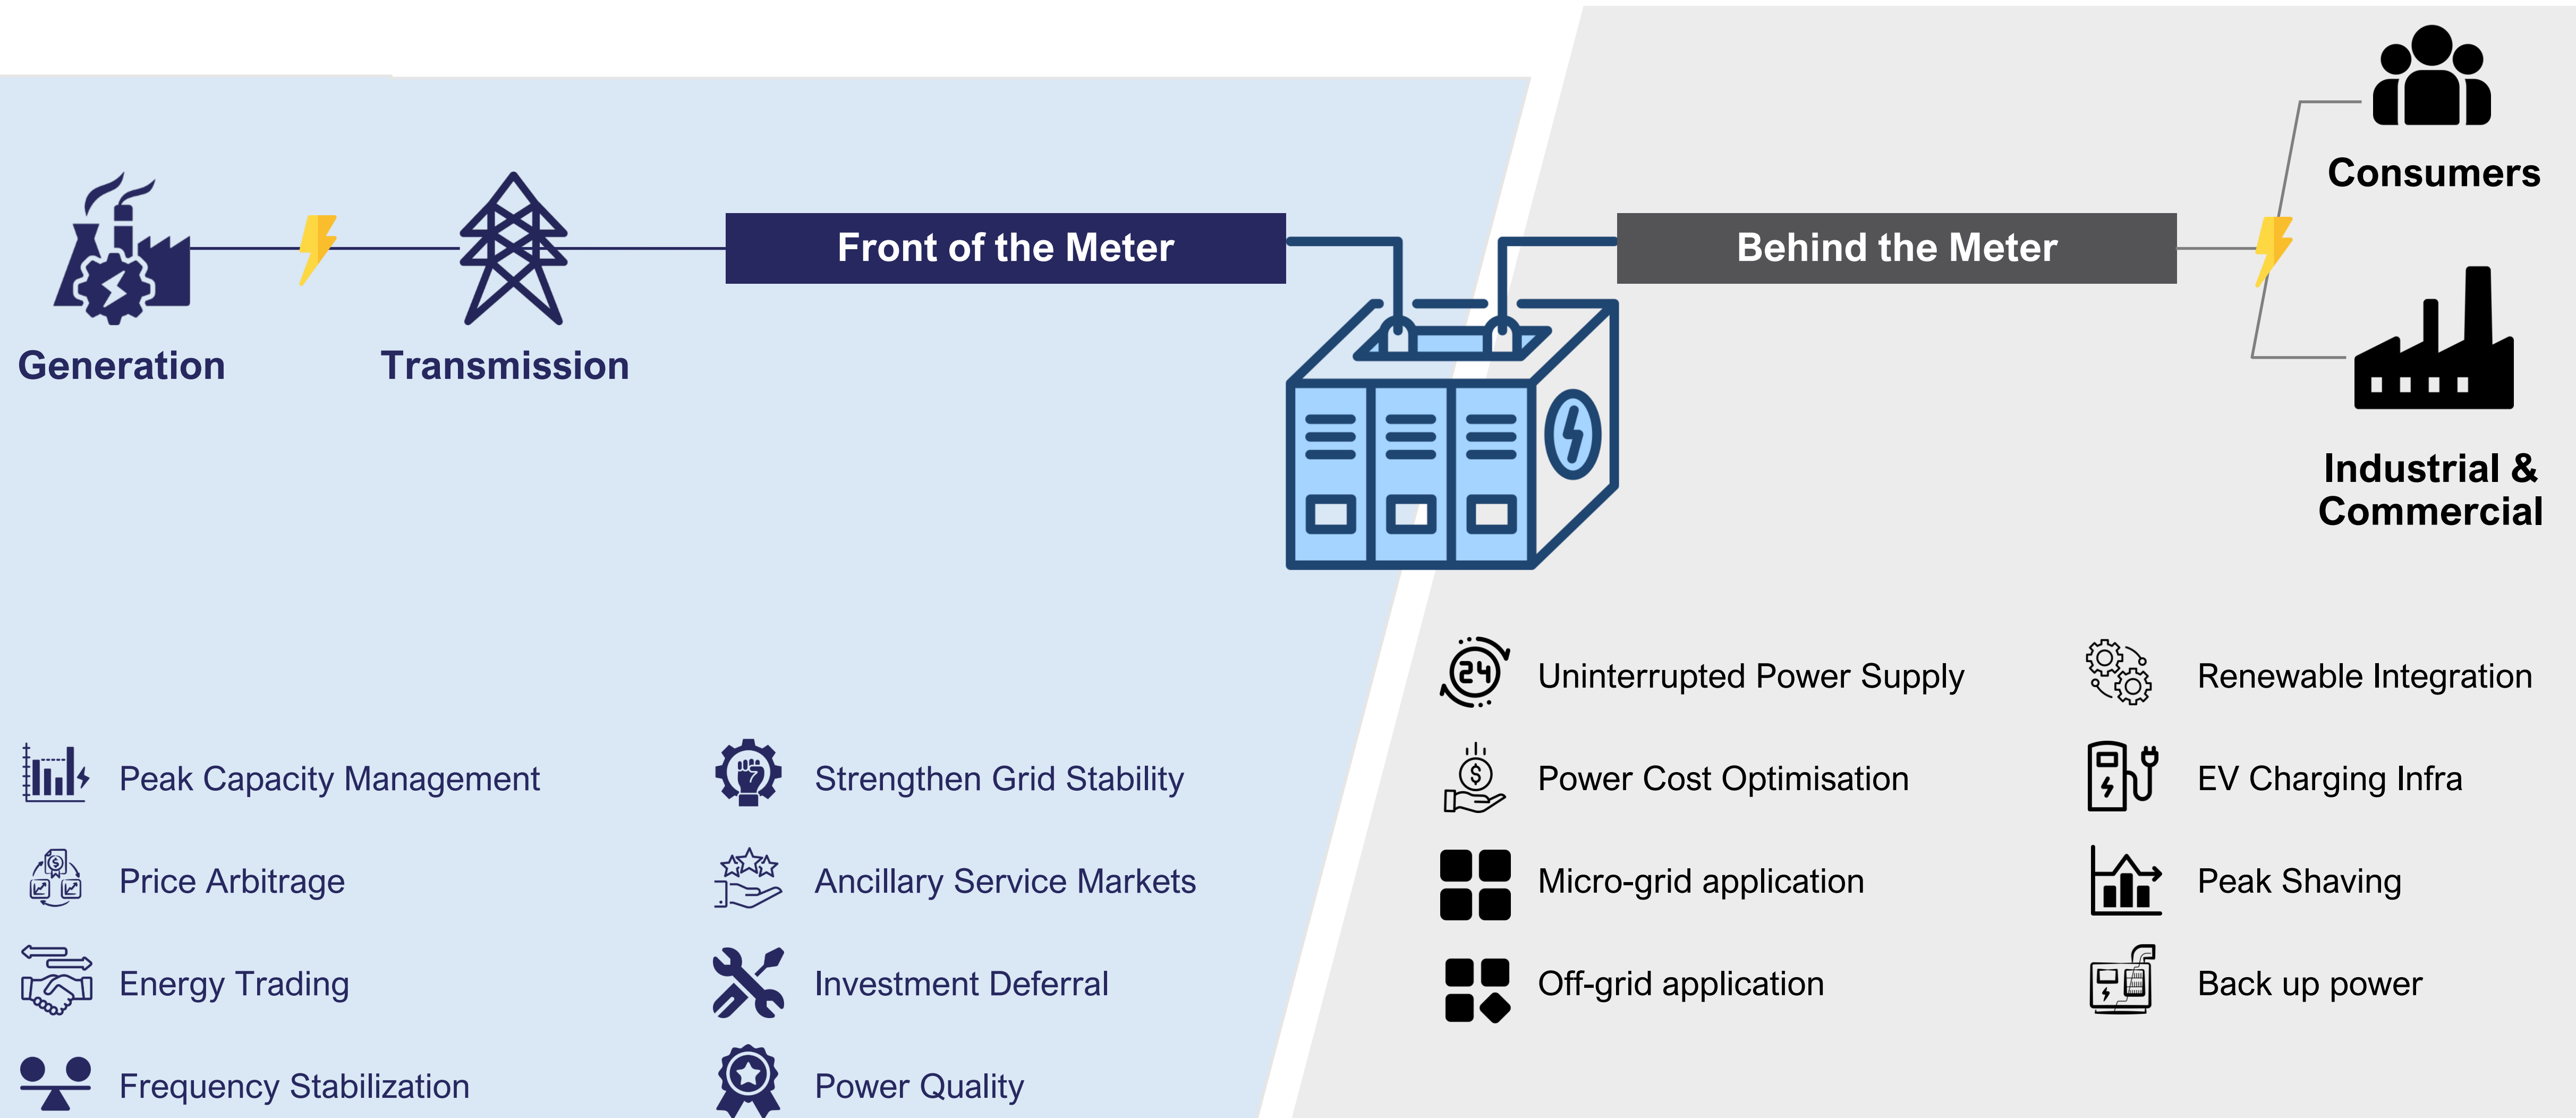 Generation
Transmission
Front of the Meter
Behind the Meter
Consumers
Industrial &
Commercial
Peak Capacity Management
Price Arbitrage
Energy Trading
Frequency Stabilization
Strengthen Grid Stability
Ancillary Service Markets
Investment Deferral
Power Quality
24
Uninterrupted Power Supply
$
Power Cost Optimisation
Micro-grid application
Off-grid application
Renewable Integration
EV Charging Infra
Peak Shaving
Back up power